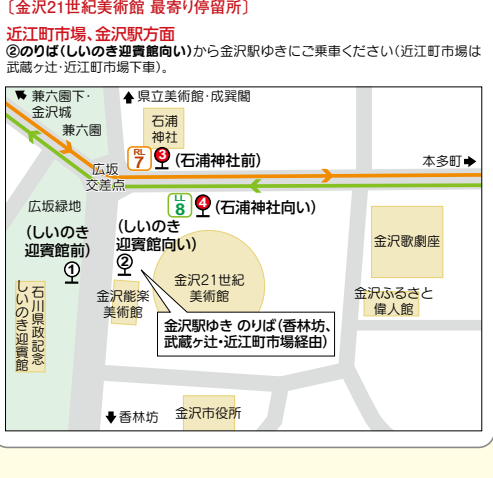 〔金沢21世紀美術館 最寄り停留所〕
近江町市場、金沢駅方面
②のりば(しいのき迎賓館向い)から金沢駅ゆきにご乗車ください(近江町市場は
武蔵ヶ辻・近江町市場下車)。
兼六園下・
金沢城
県立美術館・成巽閣
兼六園
石浦
神社
RL
7
3
(石浦神社前)
本多町
広坂
交差点
LL
8
4
(石浦神社向い)
広坂緑地
(しいのき
迎賓館前)
①
(しいのき
迎賓館向い)
②
金沢歌劇座
金沢21世紀
美術館
金沢能楽
美術館
金沢ふるさと
偉人館
石川県政記念
しいのき迎賓館
金沢駅ゆき のりば(香林坊、
武蔵ヶ辻・近江町市場経由)
香林坊
金沢市役所